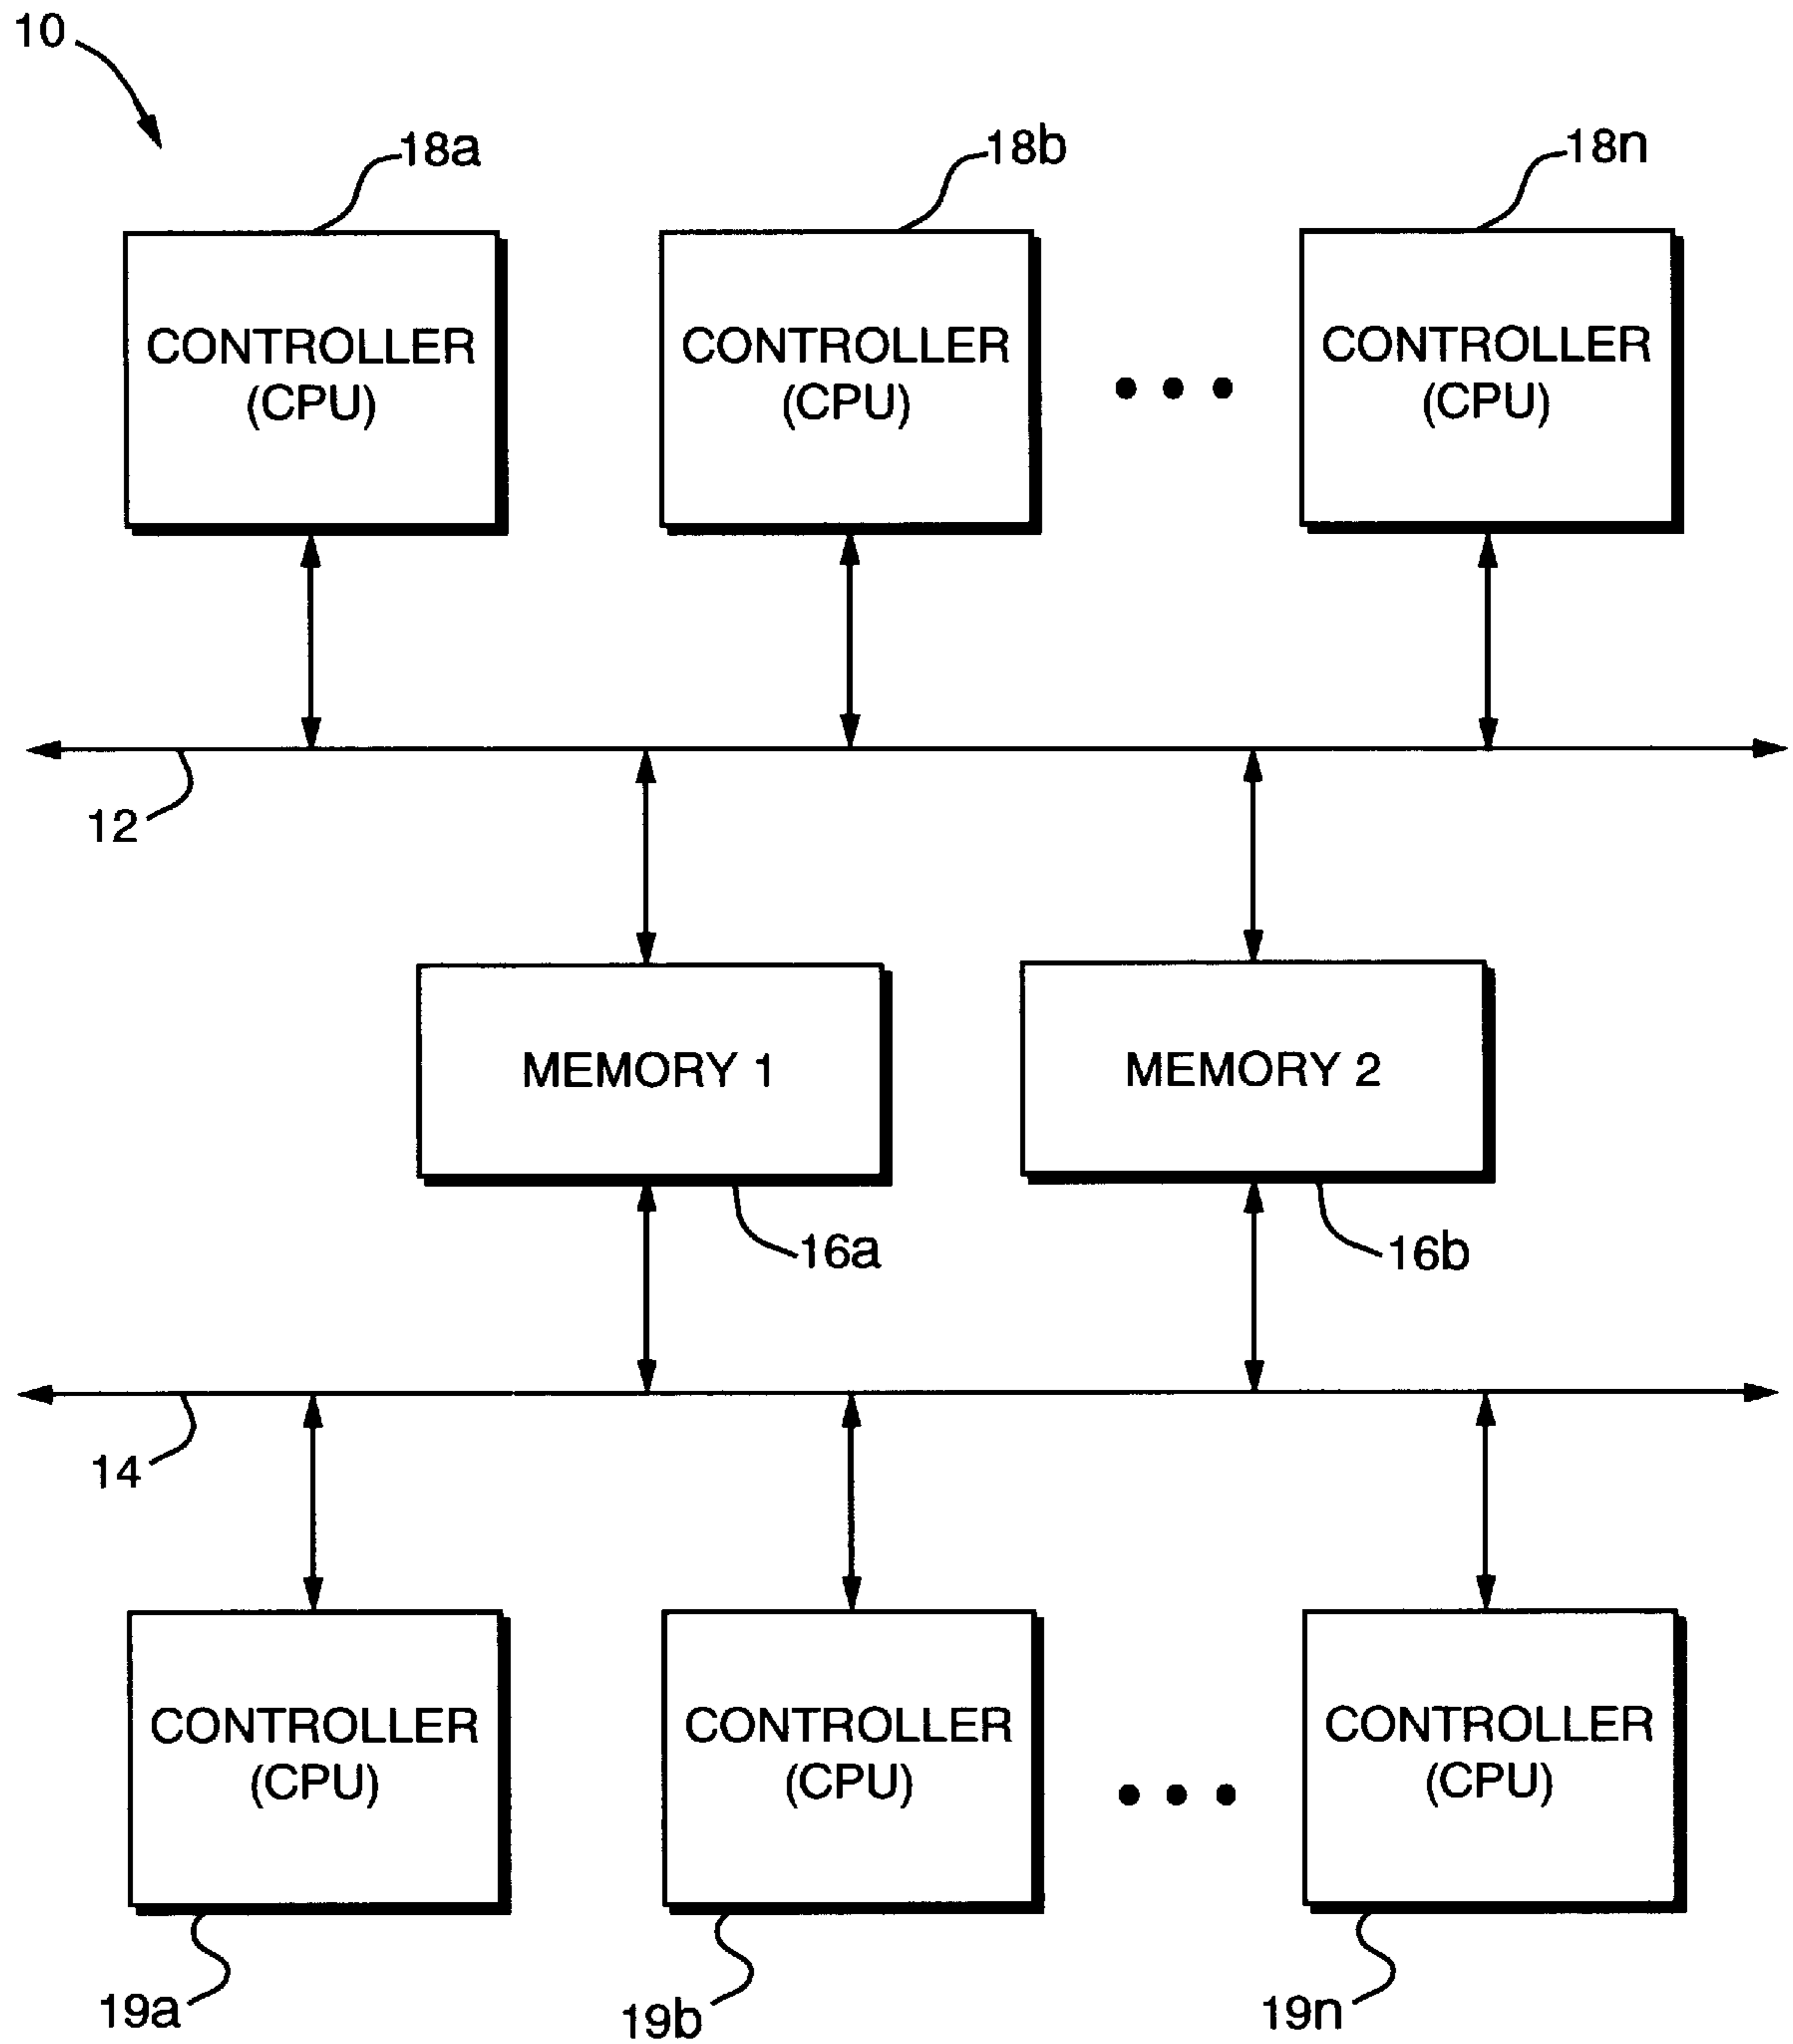 10
18a
18b
18n
CONTROLLER
(CPU)
CONTROLLER
(CPU)
CONTROLLER
(CPU)
12
MEMORY 1
MEMORY 2
16a
16b
14
CONTROLLER
(CPU)
CONTROLLER
(CPU)
CONTROLLER
(CPU)
19a
19b
19n